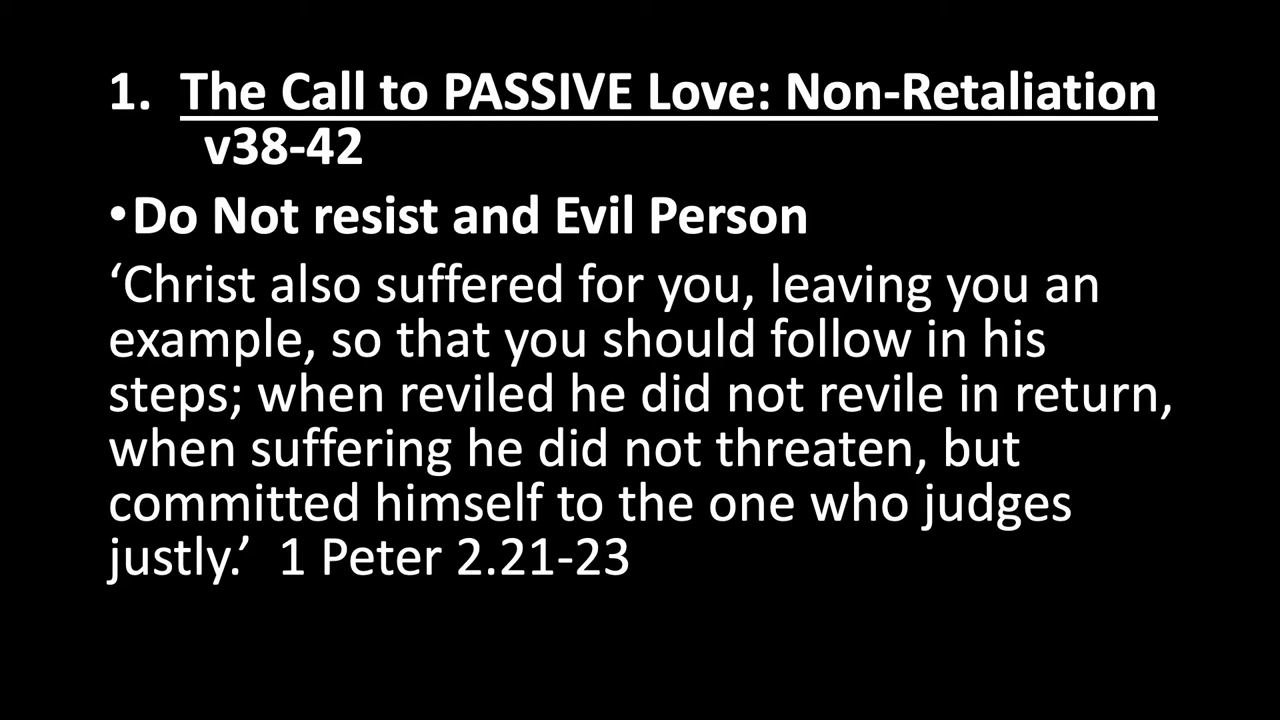 1. The Call to PASSIVE Love: Non-Retaliation
v38-42
•Do Not resist and Evil Person
‘Christ also suffered for you, leaving you an
example, so that you should follow in his
steps; when reviled he did not revile in return,
when suffering he did not threaten, but
committed himself to the one who judges
justly.’ 1 Peter 2.21-23